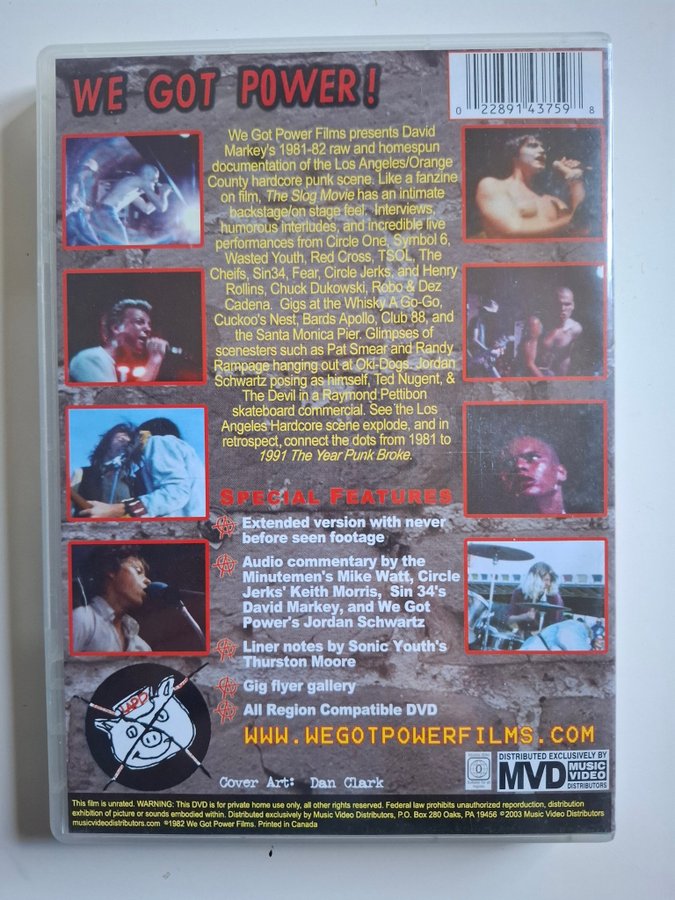 WE GOT POWER!
0 22891 43759 8
We Got Power Films presents David
Markey's 1981-82 raw and homespun
documentation of the Los Angeles/Orange
County hardcore punk scene. Like a fanzine
on film, The Slog Movie has an intimate
backstage/on stage feel. Interviews,
humorous interludes, and incredible live
performances from Circle One, Symbol 6,
Wasted Youth, Red Cross, TSOL, The
Cheifs, Sin34, Fear, Circle Jerks, and Henry
Rollins, Chuck Dukowski, Robo & Dez
Cadena. Gigs at the Whisky A Go-Go,
Cuckoo's Nest, Bards Apollo, Club 88, and
the Santa Monica Pier. Glimpses of
scenesters such as Pat Smear and Randy
Rampage hanging out at Oki-Dogs. Jordan
Schwartz posing as himself, Ted Nugent, &
The Devil in a Raymond Pettibon
skateboard commercial. See the Los
Angeles Hardcore scene explode, and in
retrospect, connect the dots from 1981 to
1991 The Year Punk Broke.
SPECIAL FEATURES
Extended version with never
before seen footage
Audio commentary by the
Minutemen's Mike Watt, Circle
Jerks' Keith Morris, Sin 34's
David Markey, and We Got
Power's Jordan Schwartz
Liner notes by Sonic Youth's
Thurston Moore
Gig flyer gallery
All Region Compatible DVD
WWW.WEGOTPOWERFILMS.COM
LAPD
Cover Art: Dan Clark
0
DISTRIBUTED EXCLUSIVELY BY
MVD MUSIC
VIDEO
DISTRIBUTORS
This film is unrated. WARNING: This DVD is for private home use only, all other rights reserved. Federal law prohibits unauthorized reporduction, distribution
exhibition of picture or sounds embodied within. Distributed exclusively by Music Video Distributors, P.O. Box 280 Oaks, PA 19456 ©2003 Music Video Distributors
musicvideodistributors.com ©1982 We Got Power Films. Printed in Canada